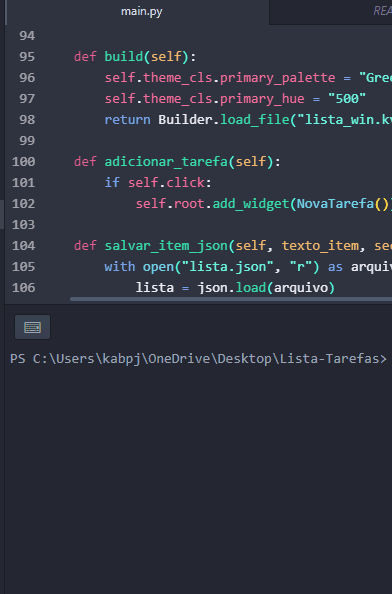 main.py REA
94
95 def build(self):
96 self.theme_cls.primary_palette = "Gree
97 self.theme_cls.primary_hue = "500"
98 return Builder.load_file("lista_win.kv
99
100 def adicionar_tarefa(self):
101 if self.click:
102 self.root.add_widget(NovaTarefa()
103
104 def salvar_item_json(self, texto_item, sec
105 with open("lista.json", "r") as arquiv
106 lista = json.load(arquivo)
PS C:\Users\kabpj\OneDrive\Desktop\Lista-Tarefas>